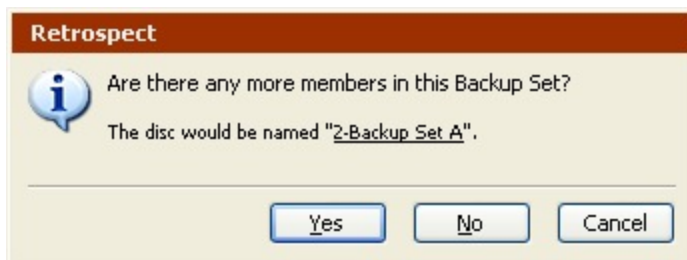 Retrospect
Are there any more members in this Backup Set?
The disc would be named "2-Backup Set A".
Yes No Cancel